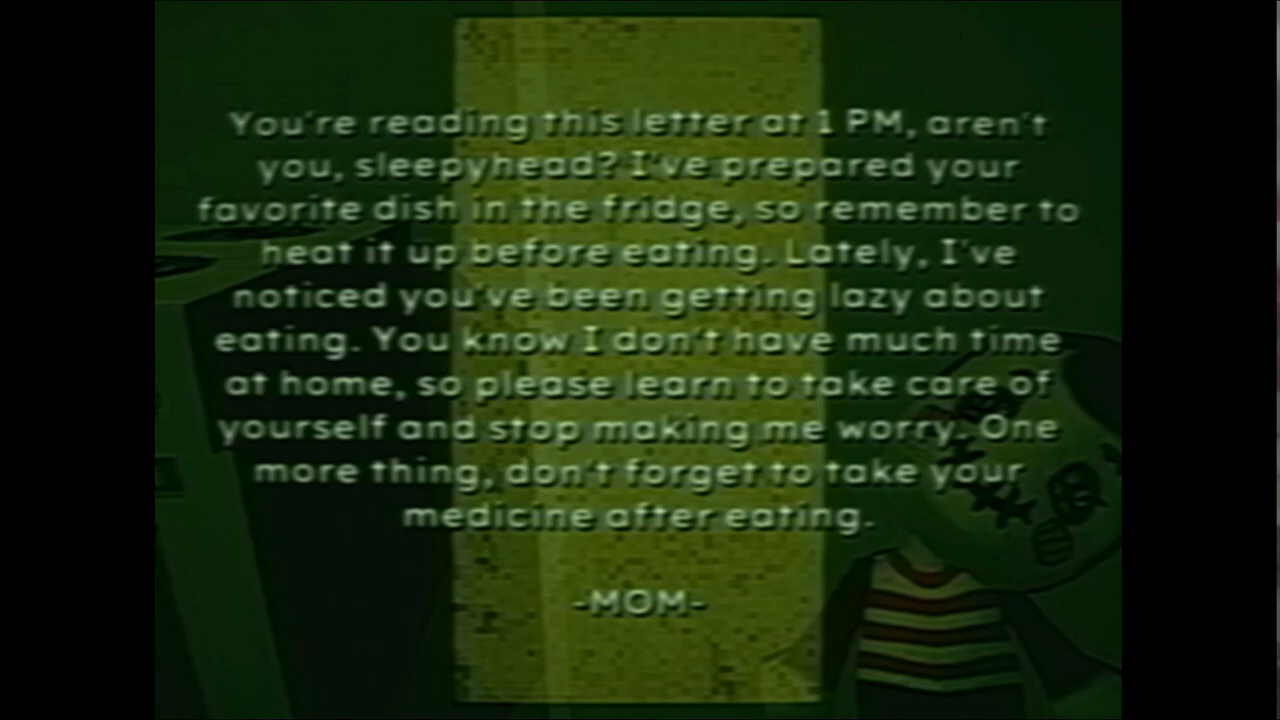 You're reading this letter at 1 PM, aren't
you, sleepyhead? I've prepared your
favorite dish in the fridge, so remember to
heat it up before eating. Lately, I've
noticed you've been getting lazy about
eating. You know I don't have much time
at home, so please learn to take care of
yourself and stop making me worry. One
more thing, don't forget to take your
medicine after eating.
-MOM-